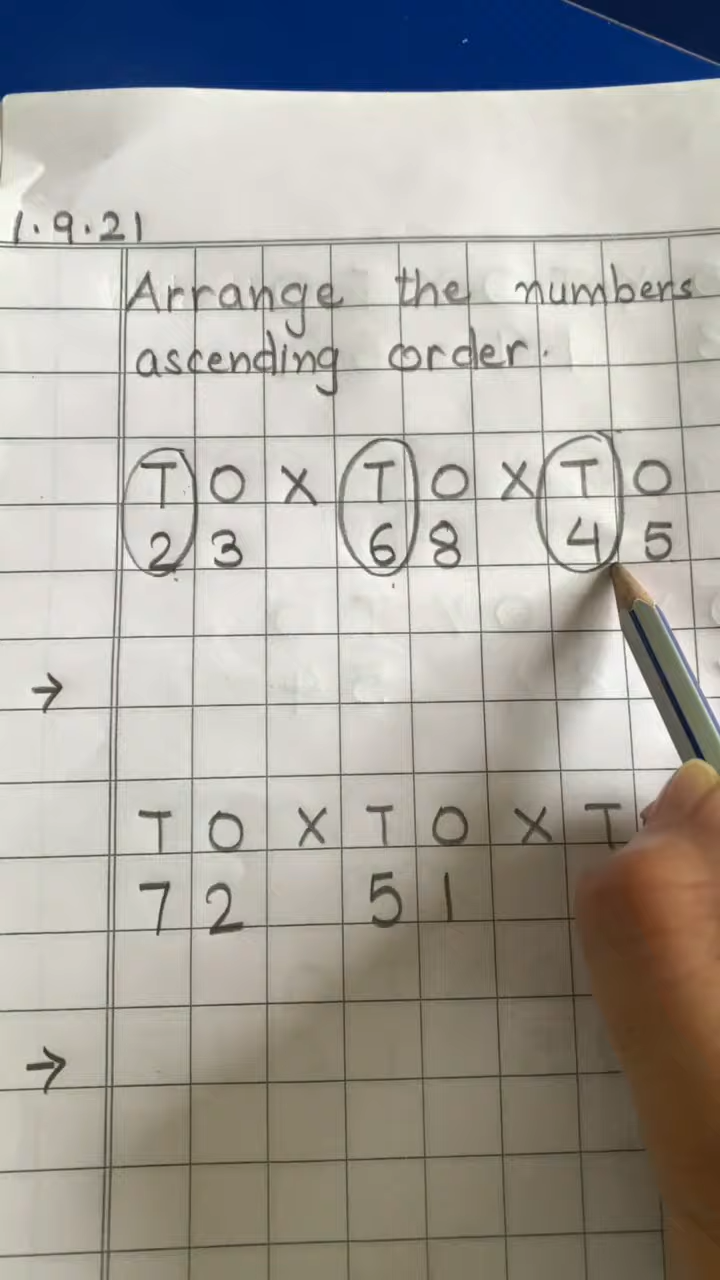 1.9.21
Arrange the numbers
ascending order.
T O X T O X T O
2 3 6 8 4 5
→
T O X T O X T
7 2 5 1
→